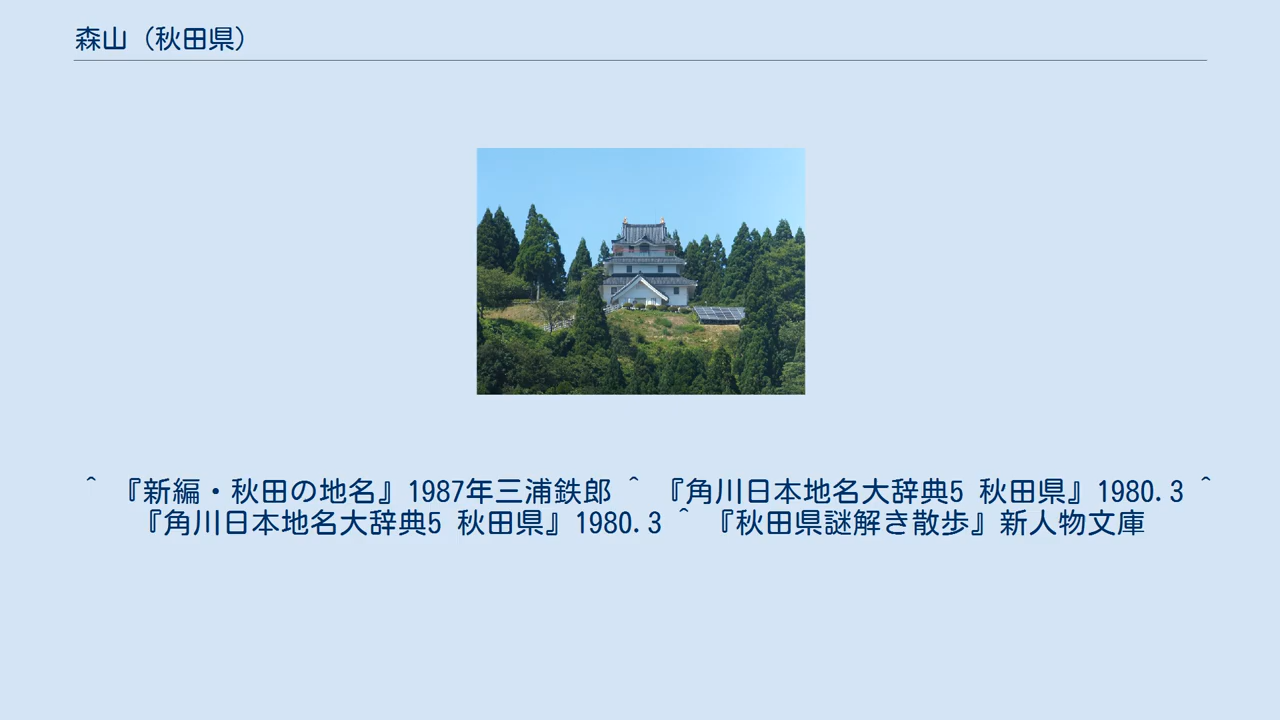 森山（秋田県）
＾ 『新編・秋田の地名』1987年三浦鉄郎 ＾ 『角川日本地名大辞典5 秋田県』1980.3 ＾
『角川日本地名大辞典5 秋田県』1980.3 ＾ 『秋田県謎解き散歩』新人物文庫